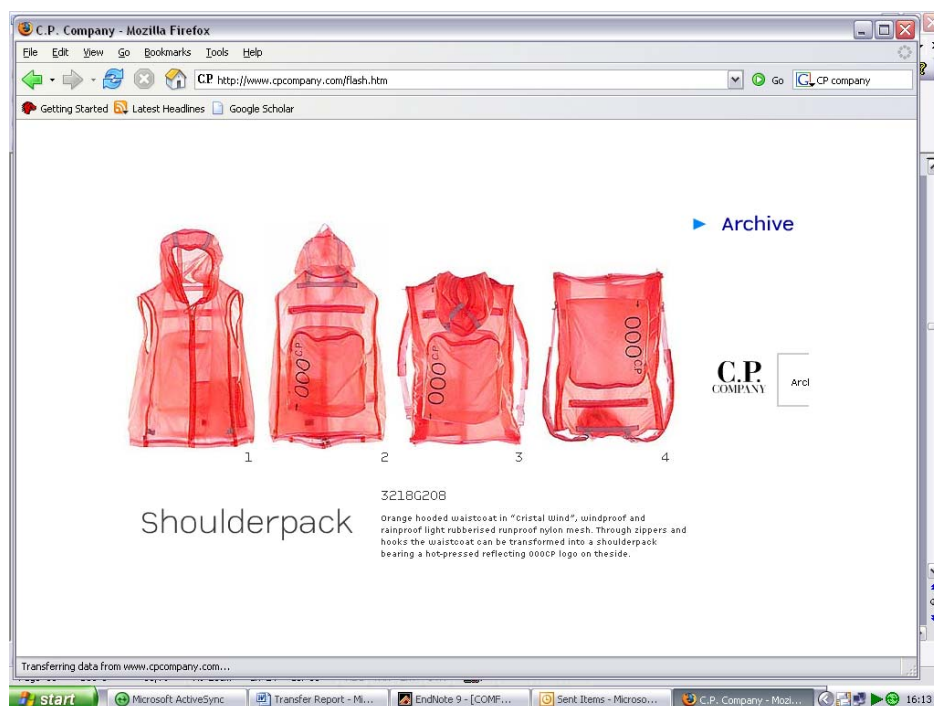 C.P. Company - Mozilla Firefox
File Edit View Go Bookmarks Tools Help
CP http://www.cpcompany.com/flash.htm Go G CP company
Getting Started Latest Headlines Google Scholar
Archive
000CP
000CP
000CP
C.P.
COMPANY
Arcl
1 2 3 4
Shoulderpack
3218G208
Orange hooded waistcoat in "Cristal Wind", windproof and
rainproof light rubberised runproof nylon mesh. Through zippers and
hooks the waistcoat can be transformed into a shoulderpack
bearing a hot-pressed reflecting 000CP logo on theside.
Transferring data from www.cpcompany.com...
start Microsoft ActiveSync Transfer Report - Mi... EndNote 9 - [COMF... Sent Items - Microso... C.P. Company - Mozi... 16:13